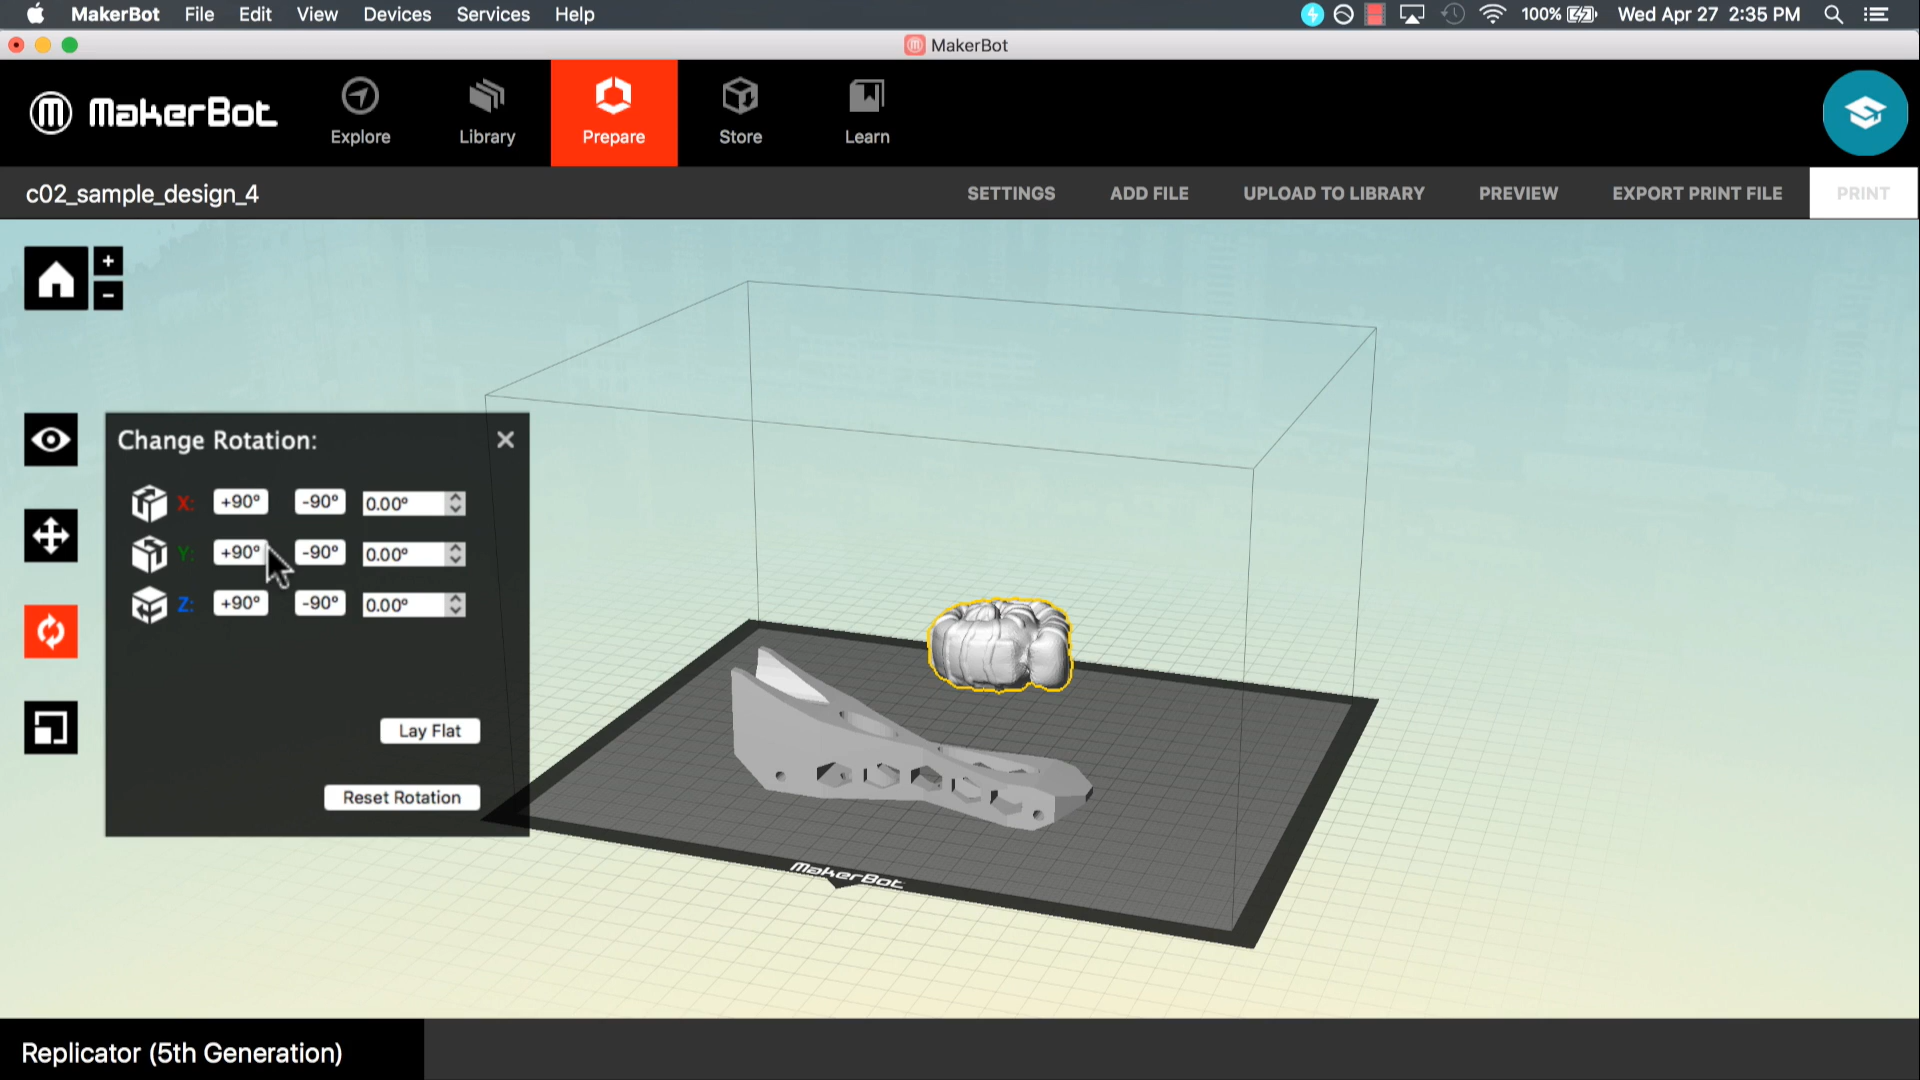 MakerBot File Edit View Devices Services Help 100% Wed Apr 27 2:35 PM
MakerBot
MakerBot Explore Library Prepare Store Learn
c02_sample_design_4 SETTINGS ADD FILE UPLOAD TO LIBRARY PREVIEW EXPORT PRINT FILE PRINT
+
-
Change Rotation:
X: +90° -90° 0.00°
Y: +90° -90° 0.00°
Z: +90° -90° 0.00°
Lay Flat
Reset Rotation
MakerBot
Replicator (5th Generation)